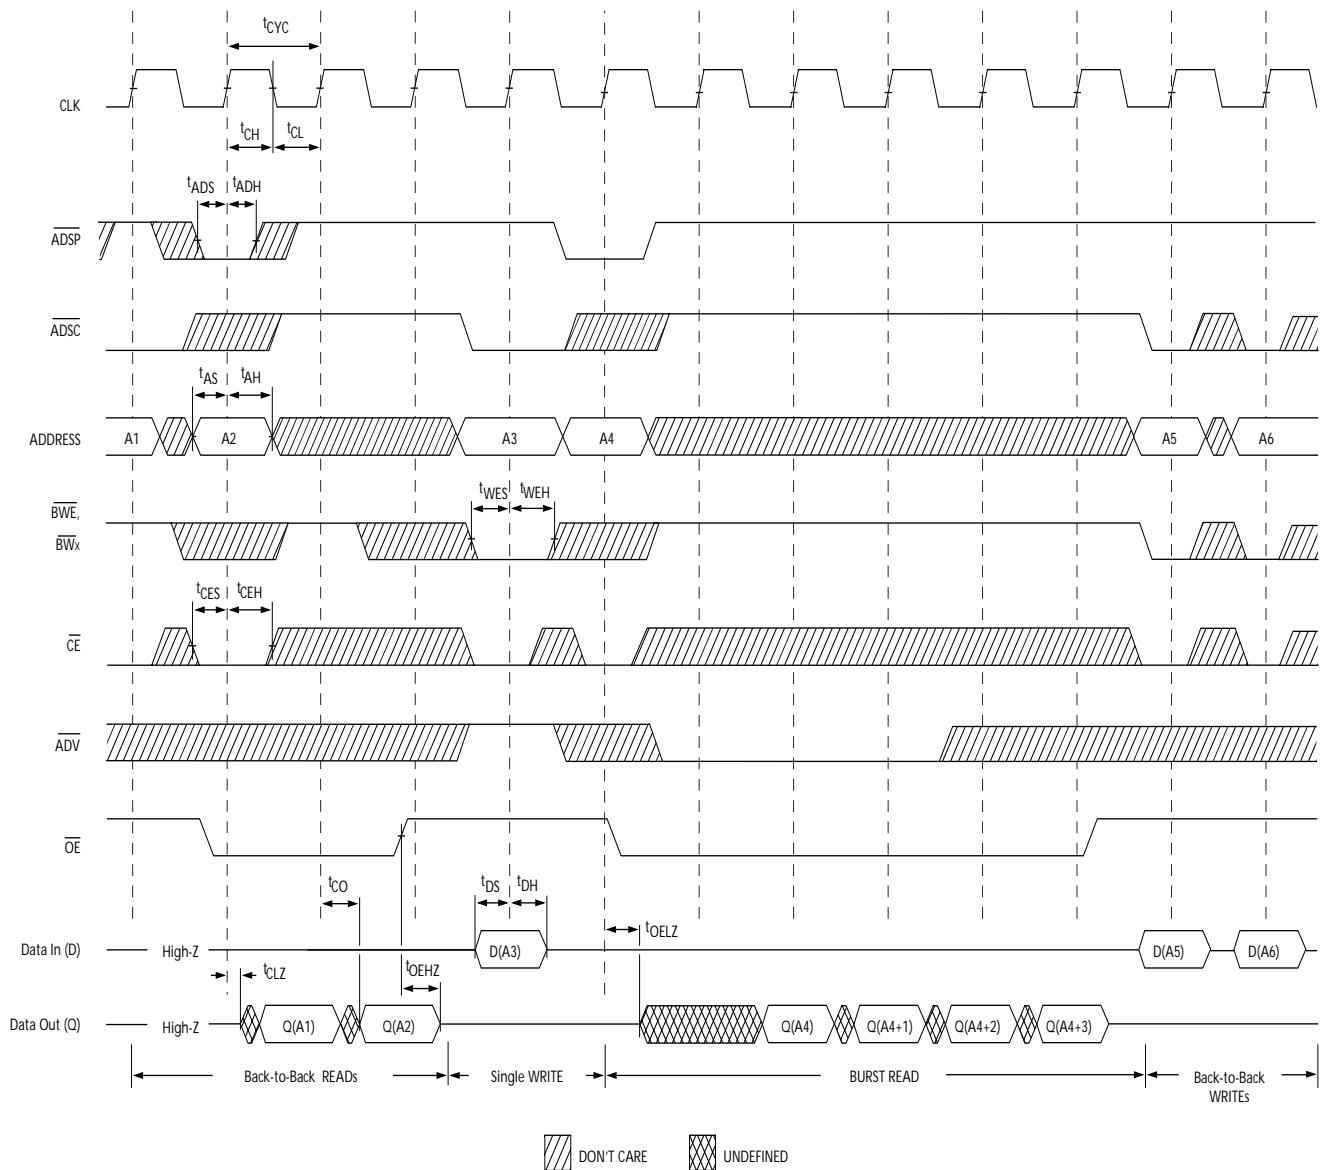 tCYC
CLK
tCH
tCL
tADS
tADH
ADSP
ADSC
tAS
tAH
ADDRESS
A1
A2
A3
A4
A5
A6
tWES
tWEH
BWE,
BWx
tCES
tCEH
CE
ADV
OE
tCO
tDS
tDH
tOELZ
Data In (D)
High-Z
D(A3)
D(A5)
D(A6)
tCLZ
tOEHZ
Data Out (Q)
High-Z
Q(A1)
Q(A2)
Q(A4)
Q(A4+1)
Q(A4+2)
Q(A4+3)
Back-to-Back READs
Single WRITE
BURST READ
Back-to-Back
WRITEs
DON'T CARE
UNDEFINED